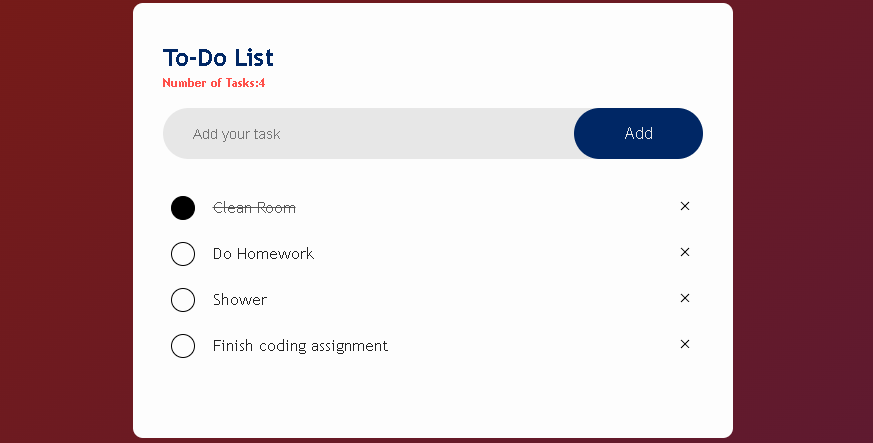 To-Do List
Number of Tasks:4
Add your task Add
Clean Room ×
Do Homework ×
Shower ×
Finish coding assignment ×